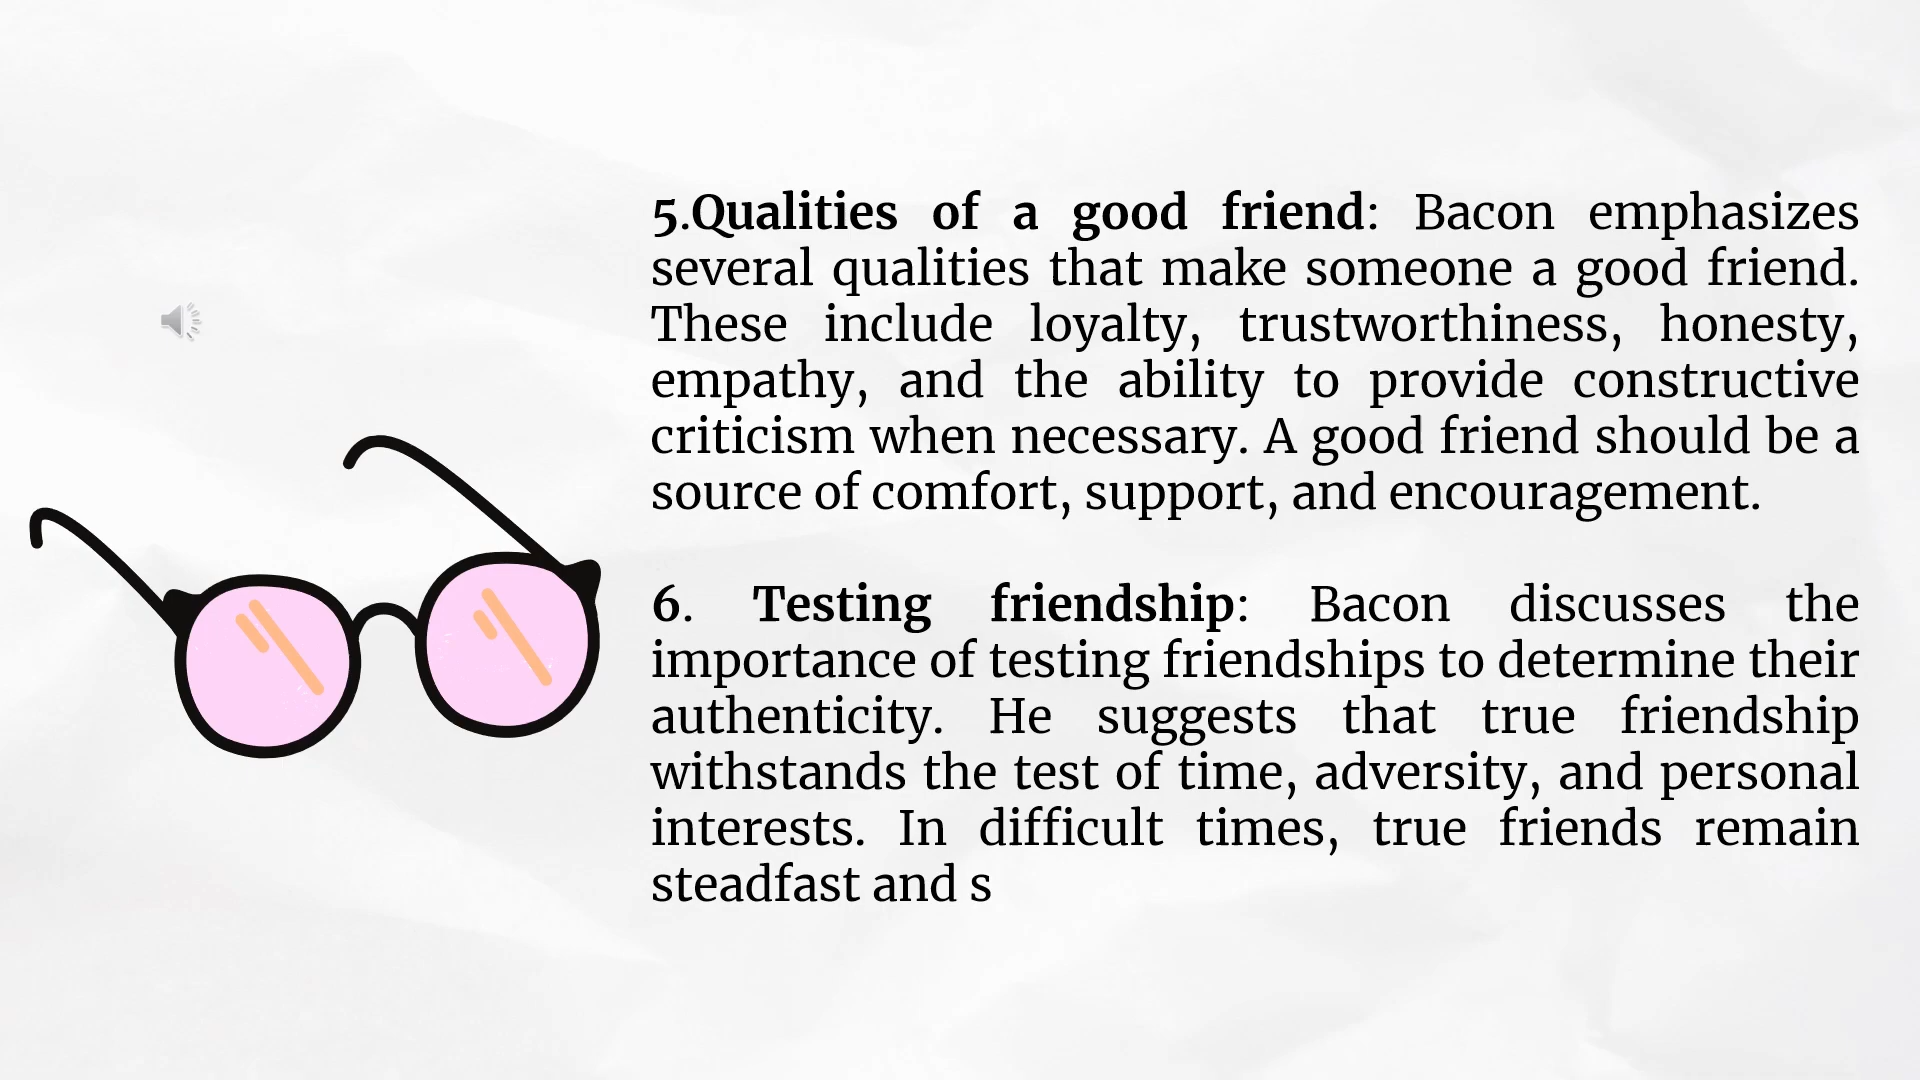 5.Qualities of a good friend: Bacon emphasizes
several qualities that make someone a good friend.
These include loyalty, trustworthiness, honesty,
empathy, and the ability to provide constructive
criticism when necessary. A good friend should be a
source of comfort, support, and encouragement.
6. Testing friendship: Bacon discusses the
importance of testing friendships to determine their
authenticity. He suggests that true friendship
withstands the test of time, adversity, and personal
interests. In difficult times, true friends remain
steadfast and s